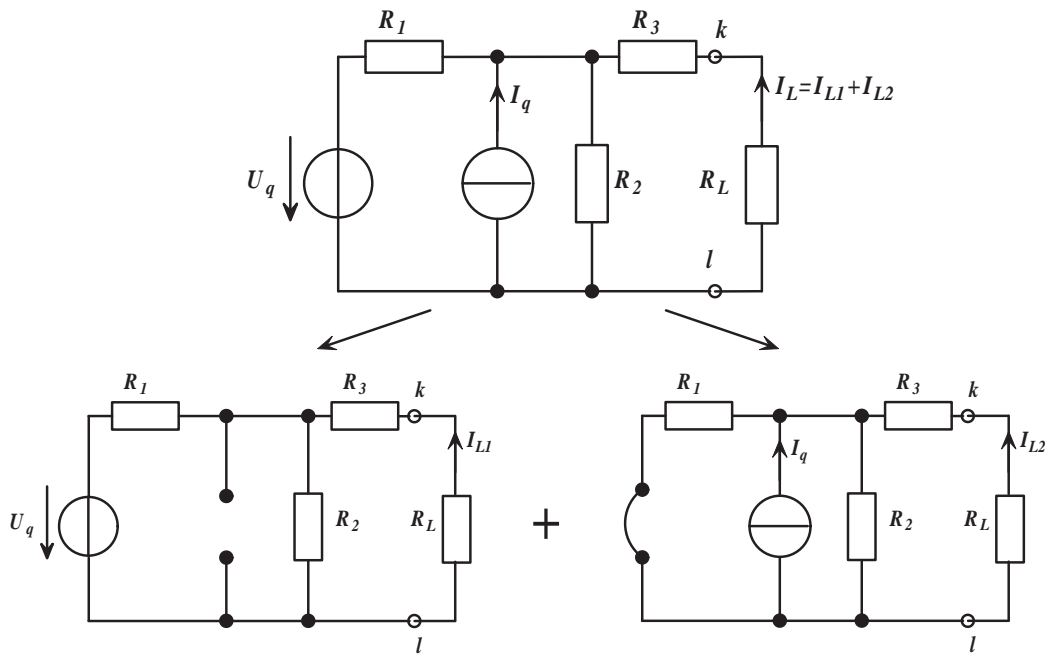 R1
R3
k
Iq
IL=IL1+IL2
Uq
R2
RL
l
R1
R3
k
IL1
Uq
R2
RL
l
+
R1
R3
k
Iq
IL2
R2
RL
l